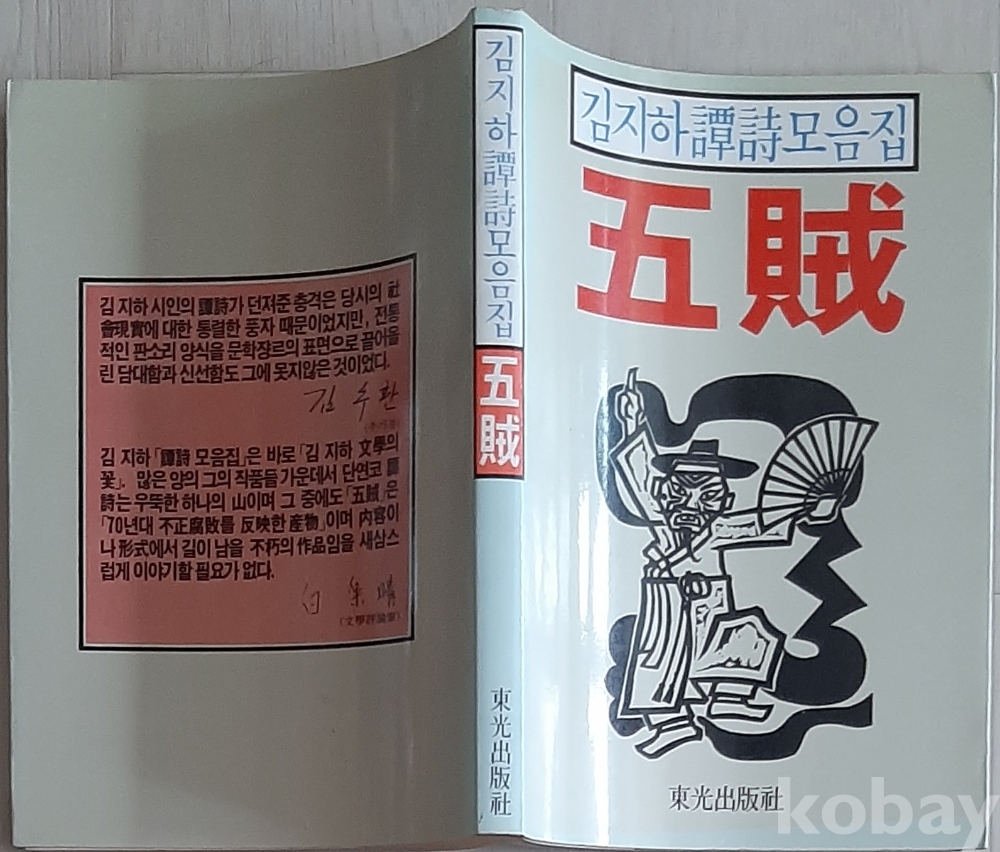 김 지하 시인의 譚詩가 던져준 충격은 당시의 社
會現實에 대한 통렬한 풍자 때문이었지만, 전통
적인 판소리 양식을 문학장르의 표면으로 끌어올
린 담대함과 신선함도 그에 못지않은 것이었다.
김 수 환
김 지하「譚詩 모음집」은 바로「김 지하 文學의
꽃」. 많은 양의 그의 작품들 가운데서 단연코 譚
詩는 우뚝한 하나의 山이며 그 중에도「五賊」은
「70년대 不正腐敗를 反映한 産物」이며 内容이
나 形式에서 길이 남을 不朽의 作品임을 새삼스
럽게 이야기할 필요가 없다.
白 樂 晴
(文學評論家)
김지하譚詩모음집
五賊
東光出版社
김지하譚詩모음집
五賊
東光出版社
kobay